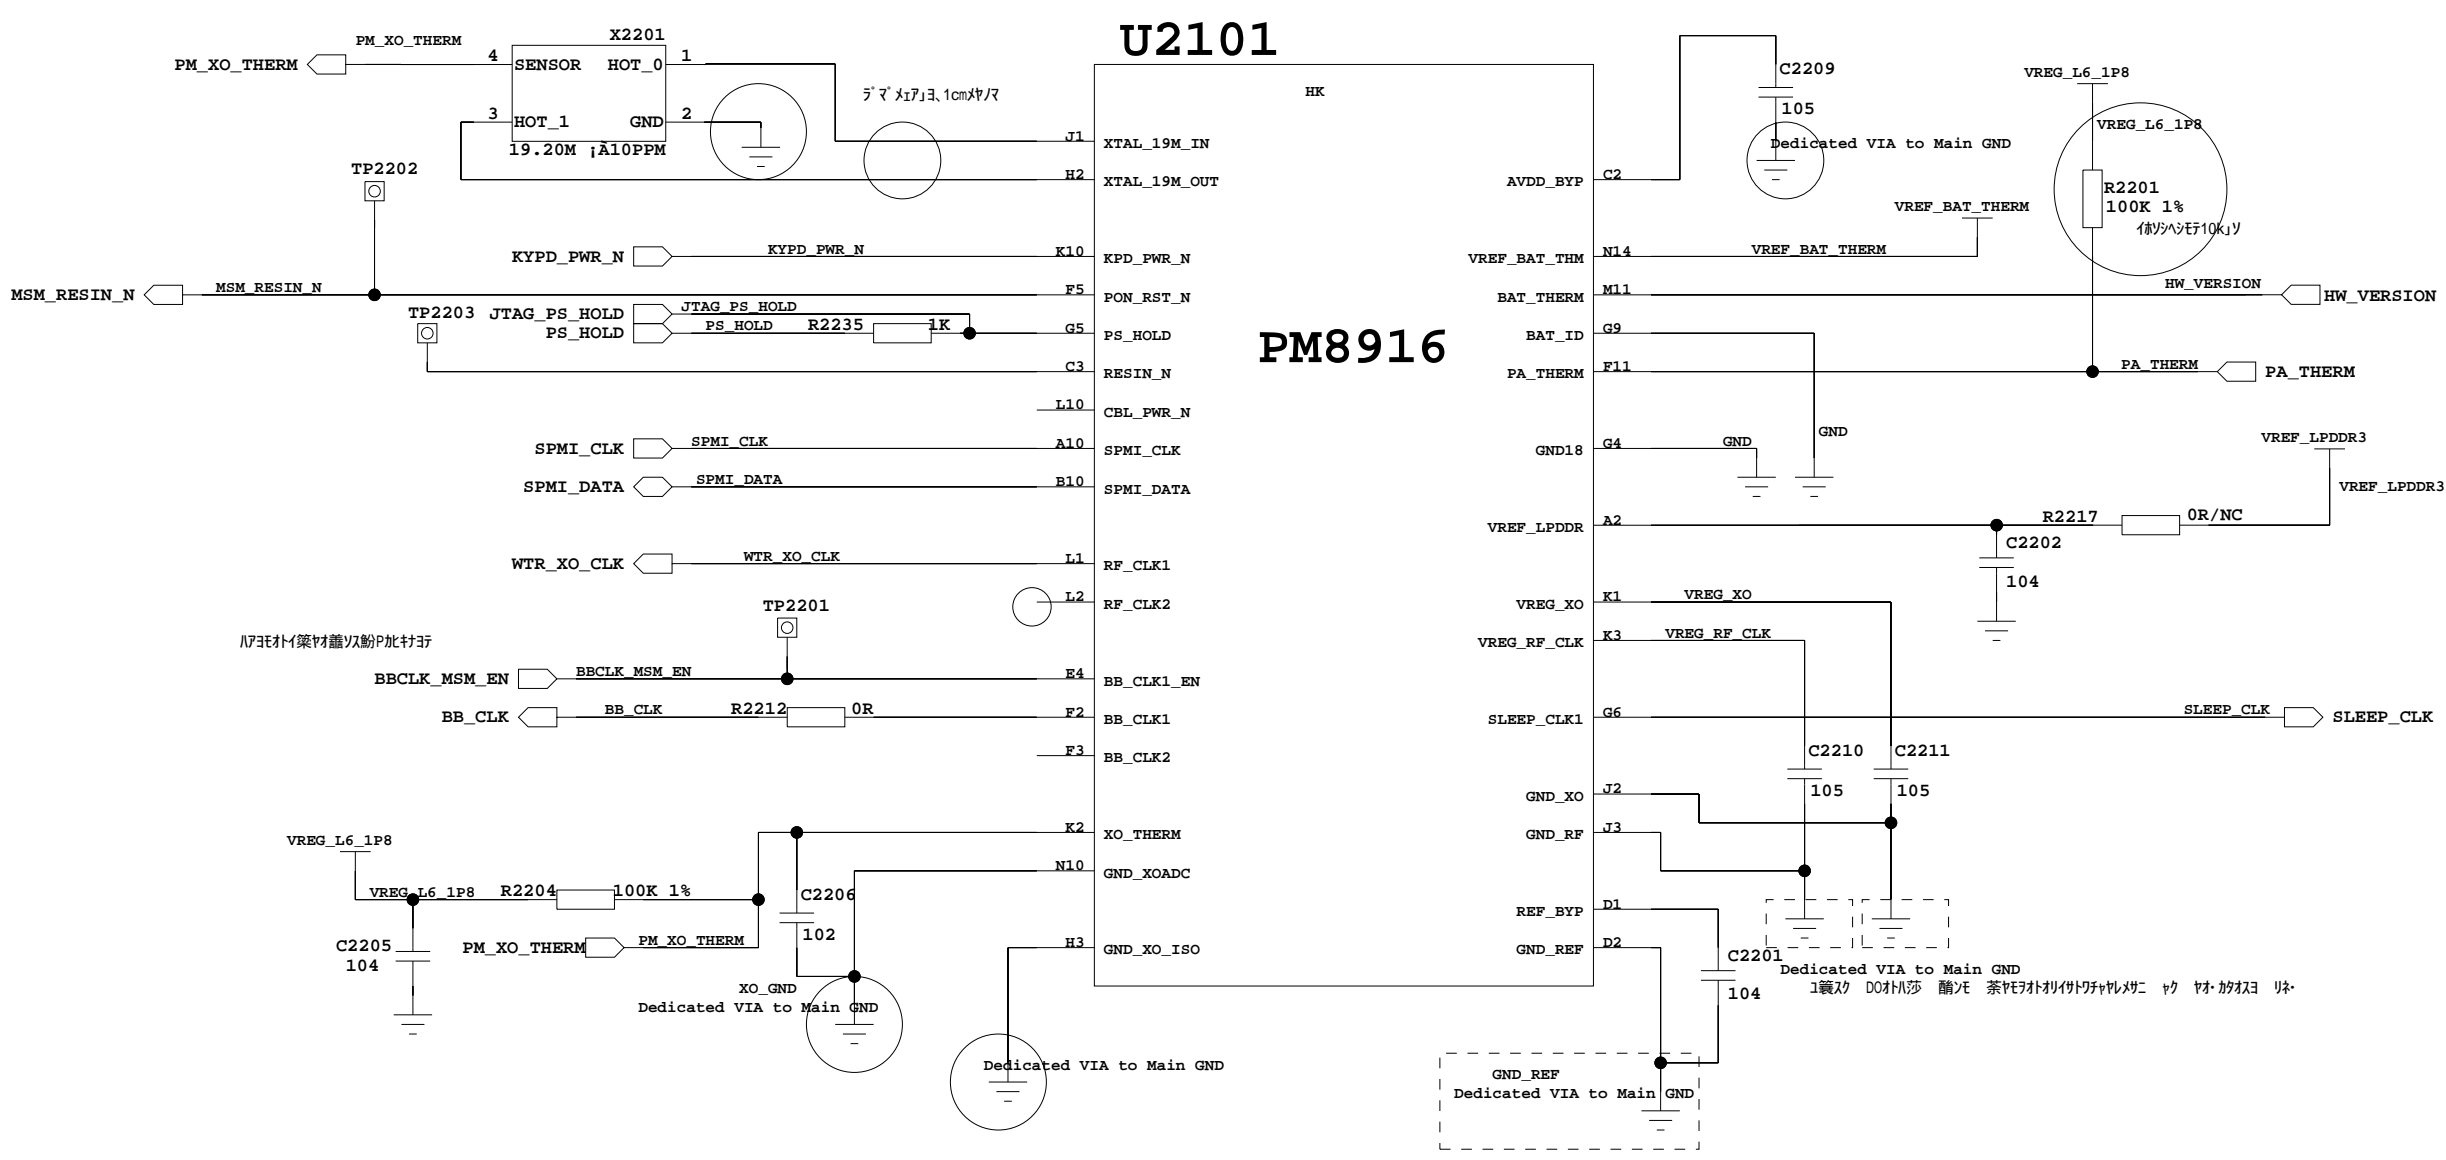 U2101
PM8916
HK
PM_XO_THERM
PM_XO_THERM
X2201
4
SENSOR
HOT_0
1
3
HOT_1
GND
2
19.20M ¡À10PPM
TP2202
KYPD_PWR_N
KYPD_PWR_N
MSM_RESIN_N
MSM_RESIN_N
TP2203
JTAG_PS_HOLD
JTAG_PS_HOLD
PS_HOLD
PS_HOLD
R2235
1K
SPMI_CLK
SPMI_CLK
SPMI_DATA
SPMI_DATA
WTR_XO_CLK
WTR_XO_CLK
TP2201
BBCLK_MSM_EN
BBCLK_MSM_EN
BB_CLK
BB_CLK
R2212
0R
VREG_L6_1P8
VREG_L6_1P8
R2204
100K 1%
C2205
104
PM_XO_THERM
PM_XO_THERM
C2206
102
XO_GND
Dedicated VIA to Main GND
Dedicated VIA to Main GND
J1
XTAL_19M_IN
H2
XTAL_19M_OUT
K10
KPD_PWR_N
F5
PON_RST_N
G5
PS_HOLD
C3
RESIN_N
L10
CBL_PWR_N
A10
SPMI_CLK
B10
SPMI_DATA
L1
RF_CLK1
L2
RF_CLK2
E4
BB_CLK1_EN
F2
BB_CLK1
F3
BB_CLK2
K2
XO_THERM
N10
GND_XOADC
H3
GND_XO_ISO
AVDD_BYP
C2
VREF_BAT_THM
N14
BAT_THERM
M11
BAT_ID
G9
PA_THERM
F11
GND18
G4
VREF_LPDDR
A2
VREG_XO
K1
VREG_RF_CLK
K3
SLEEP_CLK1
G6
GND_XO
J2
GND_RF
J3
REF_BYP
D1
GND_REF
D2
C2209
105
Dedicated VIA to Main GND
VREF_BAT_THERM
VREF_BAT_THERM
VREG_L6_1P8
VREG_L6_1P8
R2201
100K 1%
HW_VERSION
HW_VERSION
PA_THERM
PA_THERM
GND
GND
VREF_LPDDR3
VREF_LPDDR3
R2217
0R/NC
C2202
104
VREG_XO
VREG_RF_CLK
SLEEP_CLK
SLEEP_CLK
C2210
105
C2211
105
C2201
104
Dedicated VIA to Main GND
GND_REF
Dedicated VIA to Main GND